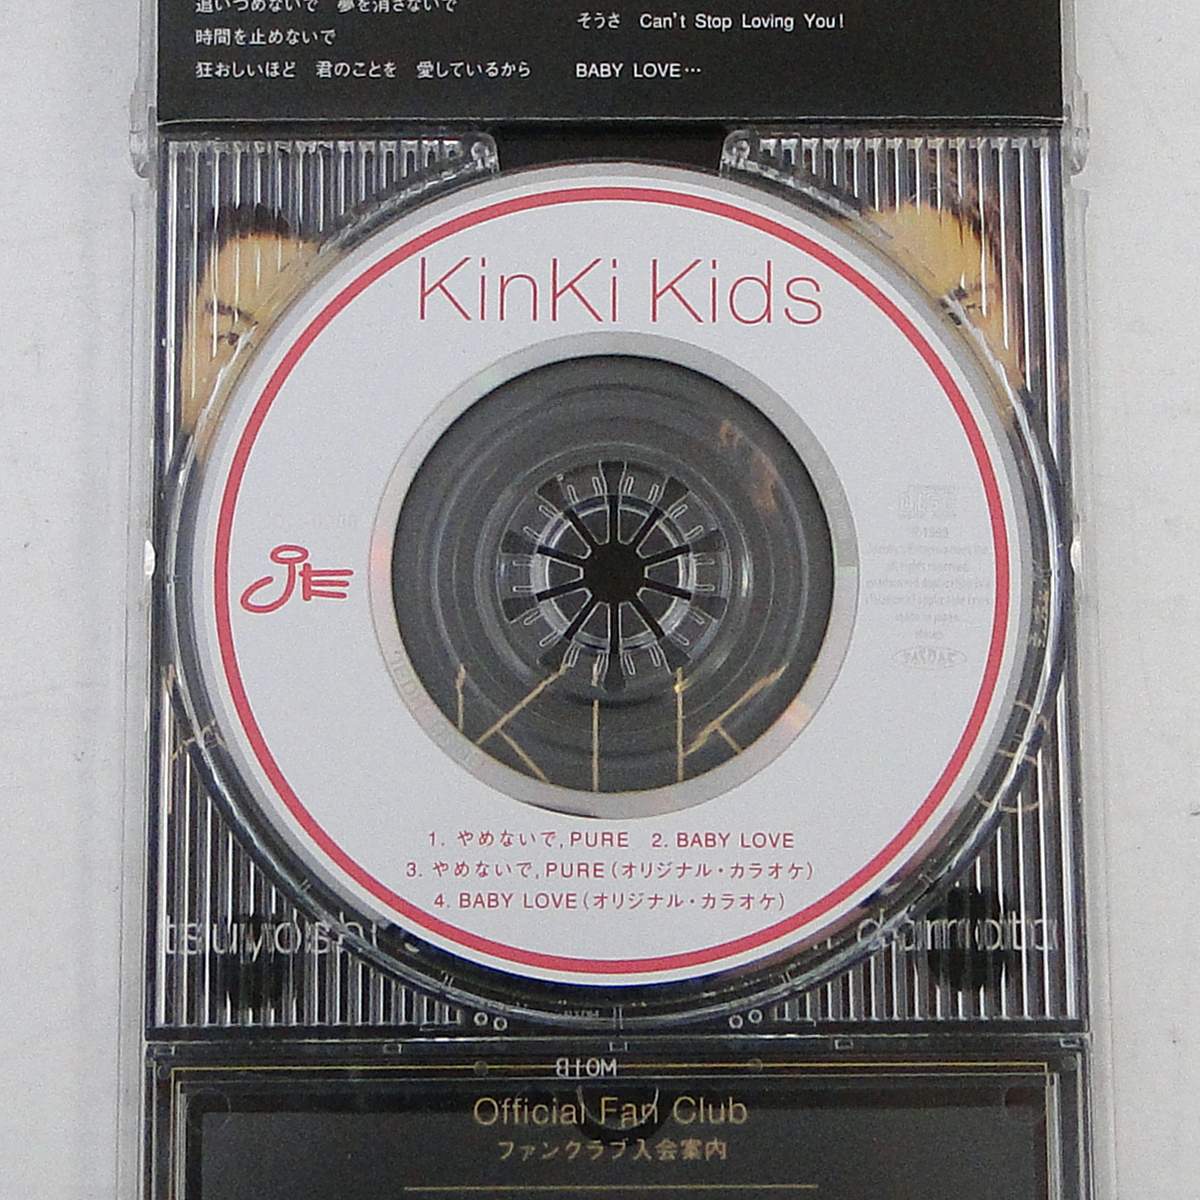 追いつめないで　夢を消さないで
時間を止めないで
狂おしいほど　君のことを　愛しているから
そうさ　Can't Stop Loving You!
BABY LOVE…
KinKi Kids
JE
KIK
1. やめないで, PURE　2. BABY LOVE
3. やめないで, PURE（オリジナル・カラオケ）
4. BABY LOVE（オリジナル・カラオケ）
tsuyoshi
Official Fan Club
ファンクラブ入会案内